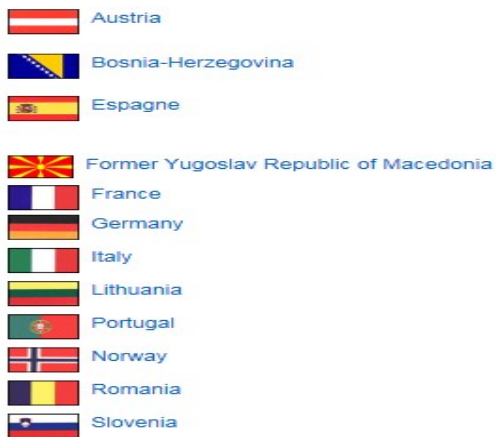 Austria
Bosnia-Herzegovina
Espagne
Former Yugoslav Republic of Macedonia
France
Germany
Italy
Lithuania
Portugal
Norway
Romania
Slovenia